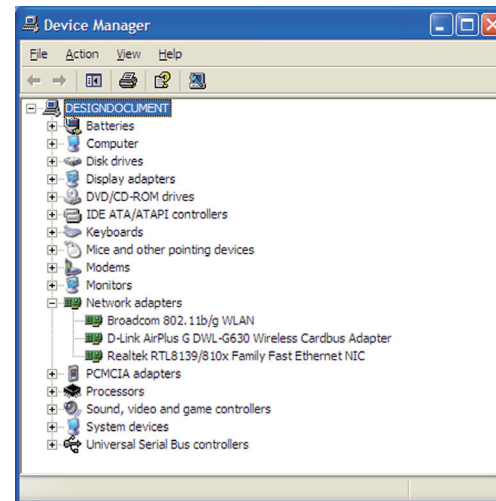 Device Manager
File Action View Help
DESIGNDOCUMENT
Batteries
Computer
Disk drives
Display adapters
DVD/CD-ROM drives
IDE ATA/ATAPI controllers
Keyboards
Mice and other pointing devices
Modems
Monitors
Network adapters
Broadcom 802.11b/g WLAN
D-Link AirPlus G DWL-G630 Wireless Cardbus Adapter
Realtek RTL8139/810x Family Fast Ethernet NIC
PCMCIA adapters
Processors
Sound, video and game controllers
System devices
Universal Serial Bus controllers